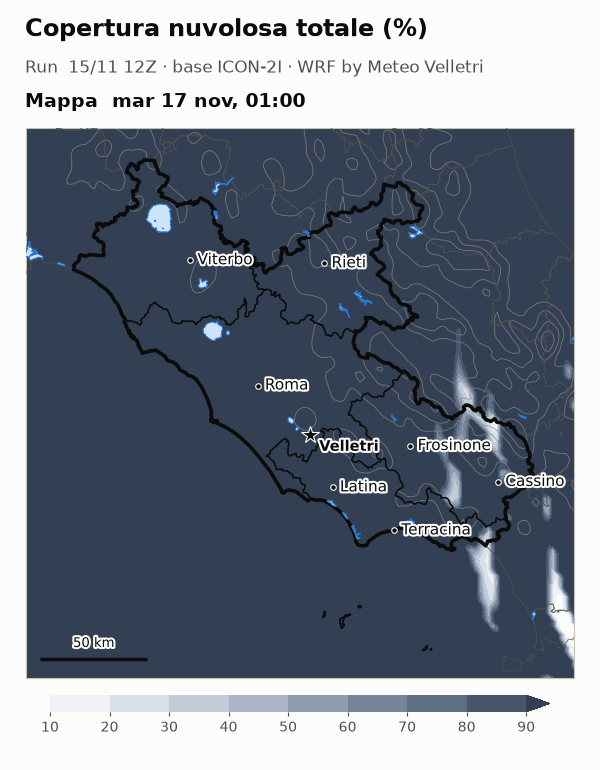 Copertura nuvolosa totale (%)
Run  15/11 12Z · base ICON-2I · WRF by Meteo Velletri
Mappa  mar 17 nov, 01:00
Viterbo
Rieti
Roma
Velletri
Frosinone
Cassino
Latina
Terracina
50 km
10 20 30 40 50 60 70 80 90